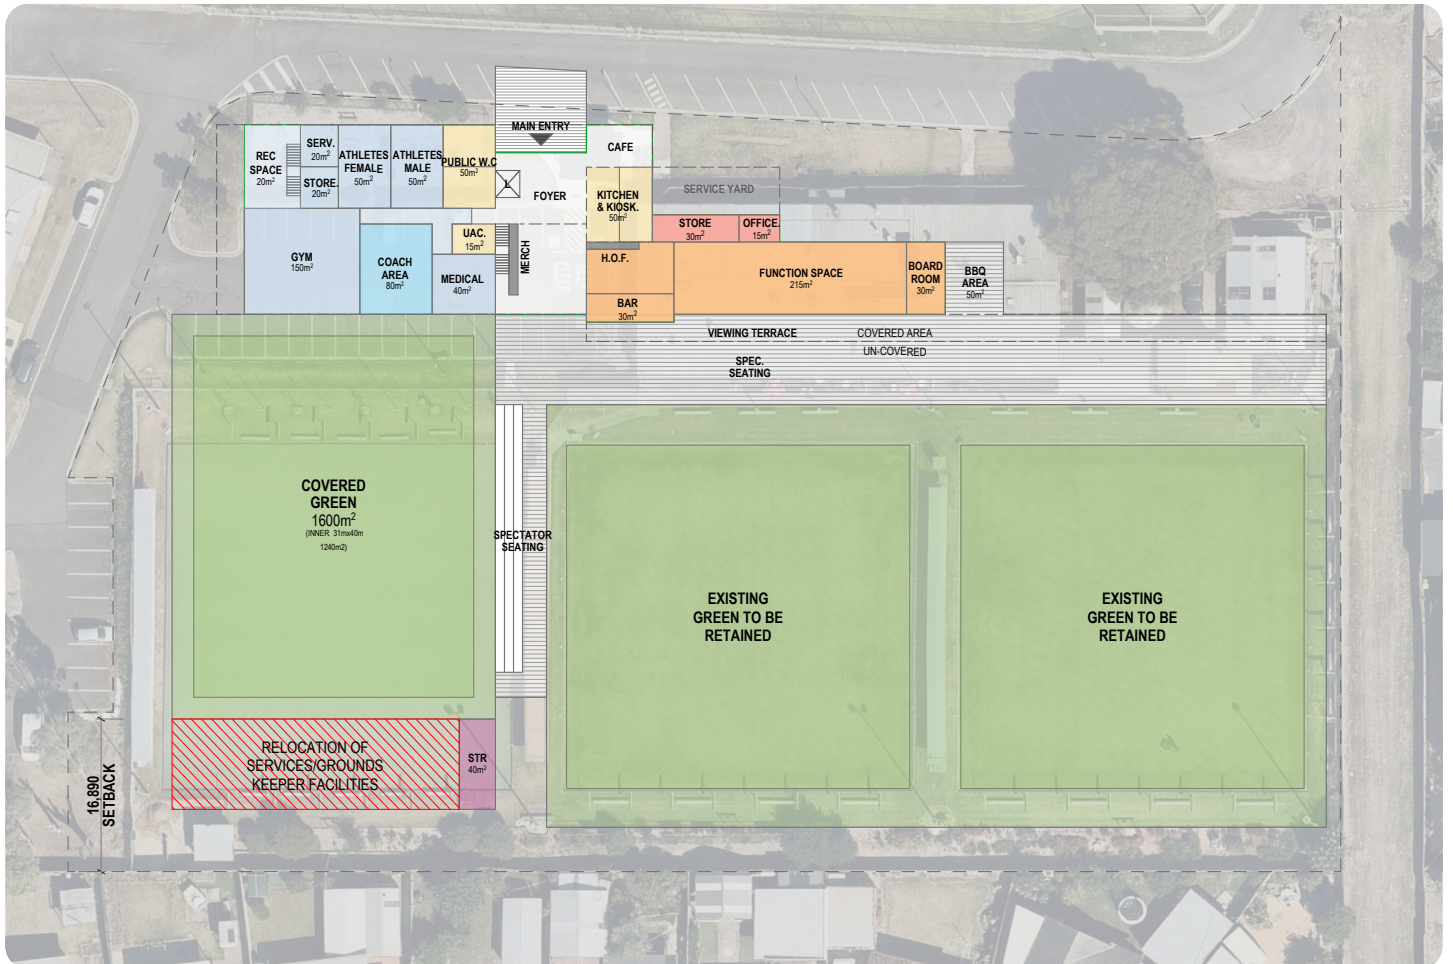 MAIN ENTRY
CAFE
REC
SPACE
20m²
SERV.
20m²
STORE.
20m²
ATHLETES
FEMALE
50m²
ATHLETES
MALE
50m²
PUBLIC W.C
50m²
L
FOYER
KITCHEN
& KIOSK.
50m²
SERVICE YARD
STORE
30m²
OFFICE.
15m²
GYM
150m²
COACH
AREA
80m²
UAC.
15m²
MEDICAL
40m²
MERCH
H.O.F.
BAR
30m²
FUNCTION SPACE
215m²
BOARD
ROOM
30m²
BBQ
AREA
50m²
VIEWING TERRACE
COVERED AREA
UN-COVERED
SPEC.
SEATING
COVERED
GREEN
1600m²
(INNER 31mx40m
1240m2)
SPECTATOR
SEATING
EXISTING
GREEN TO BE
RETAINED
EXISTING
GREEN TO BE
RETAINED
RELOCATION OF
SERVICES/GROUNDS
KEEPER FACILITIES
STR
40m²
16,890
SETBACK